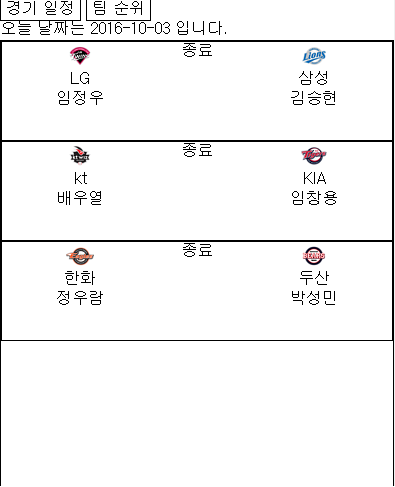 경기 일정 팀 순위
오늘 날짜는 2016-10-03 입니다.
종료
LG 삼성
임정우 김승현
종료
kt KIA
배우열 임창용
종료
한화 두산
정우람 박성민